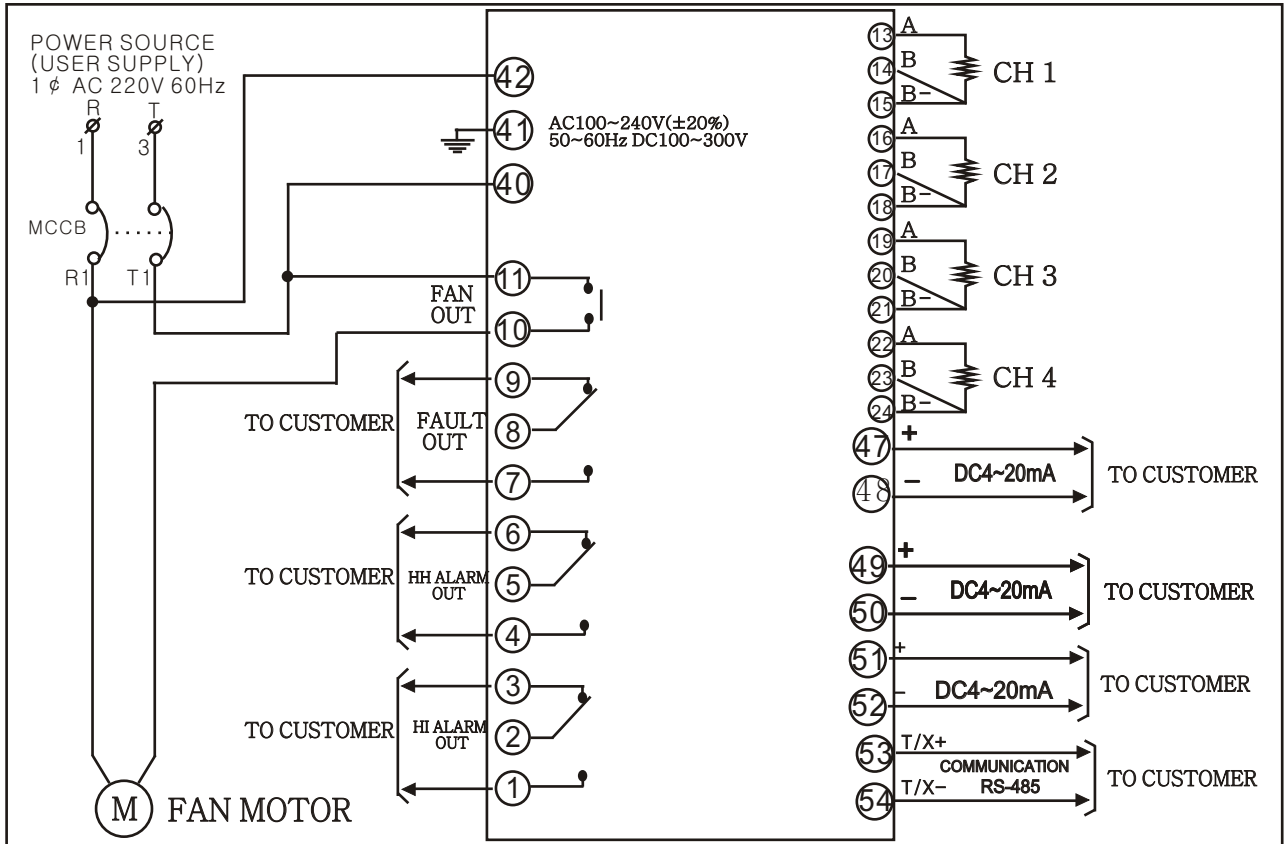 POWER SOURCE
(USER SUPPLY)
1 ¢ AC 220V 60Hz
R T
1 3
MCCB
R1 T1
42
41 AC100~240V(±20%)
50~60Hz DC100~300V
40
11
FAN
OUT
10
9
TO CUSTOMER FAULT
OUT
8
7
6
TO CUSTOMER HH ALARM
OUT
5
4
3
TO CUSTOMER HI ALARM
OUT
2
1
M FAN MOTOR
13 A
14 B CH 1
15 B-
16 A
17 B CH 2
18 B-
19 A
20 B CH 3
21 B-
22 A
23 B CH 4
24 B-
47 +
DC4~20mA TO CUSTOMER
48 -
49 +
DC4~20mA TO CUSTOMER
50 -
51 +
DC4~20mA TO CUSTOMER
52 -
53 T/X+
COMMUNICATION
RS-485 TO CUSTOMER
54 T/X-